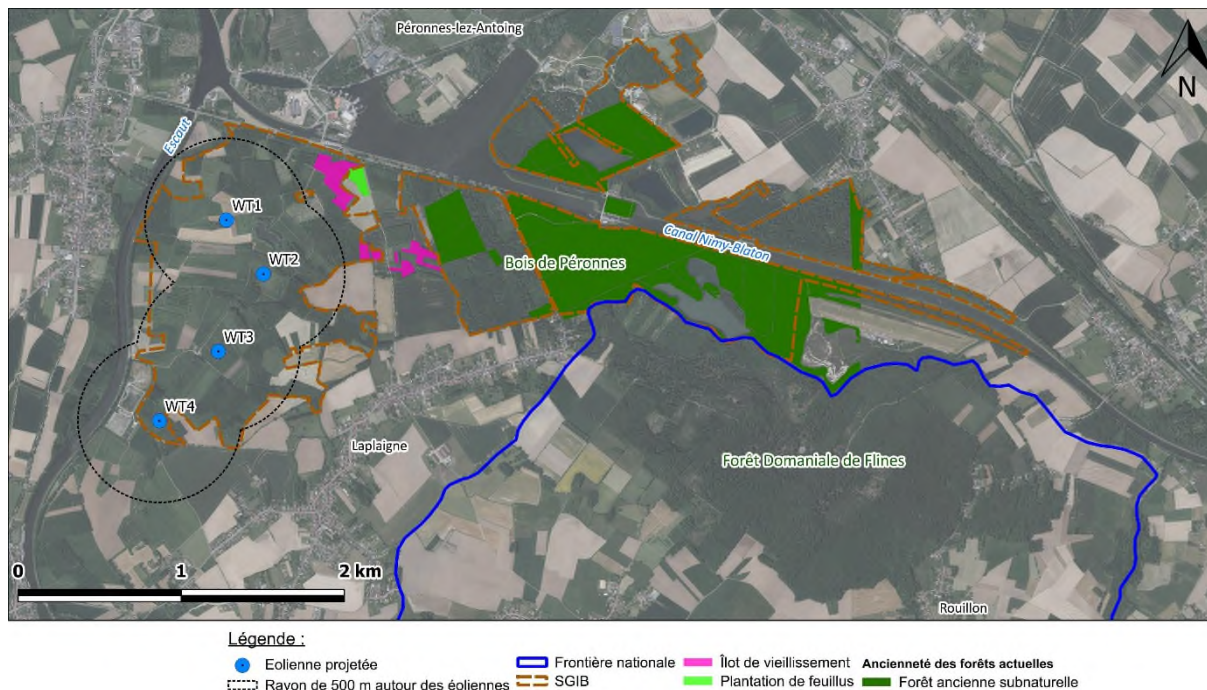 Péronnes-lez-Antoing
N
Escaut
WT1
WT2
Canal Nimy-Blaton
Bois de Péronnes
WT3
WT4
Laplaigne
Forêt Domaniale de Flines
0 1 2 km
Rouillon
Légende :
Eolienne projetée
Frontière nationale
Îlot de vieillissement
Ancienneté des forêts actuelles
Rayon de 500 m autour des éoliennes
SGIB
Plantation de feuillus
Forêt ancienne subnaturelle